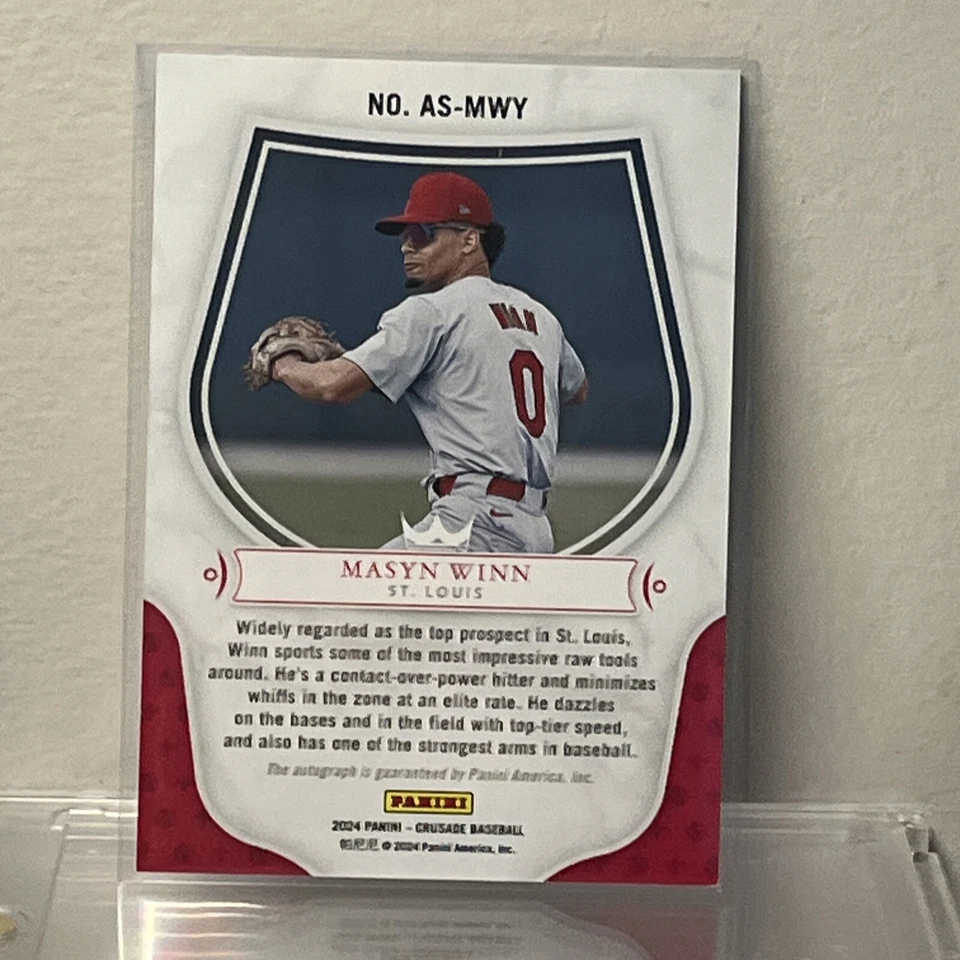 NO. AS-MWY
WINN
0
MASYN WINN
ST. LOUIS
Widely regarded as the top prospect in St. Louis,
Winn sports some of the most impressive raw tools
around. He's a contact-over-power hitter and minimizes
whiffs in the zone at an elite rate. He dazzles
on the bases and in the field with top-tier speed,
and also has one of the strongest arms in baseball.
The autograph is guaranteed by Panini America, Inc.
PANINI
2024 PANINI – CRUSADE BASEBALL
帕尼尼 © 2024 Panini America, Inc.